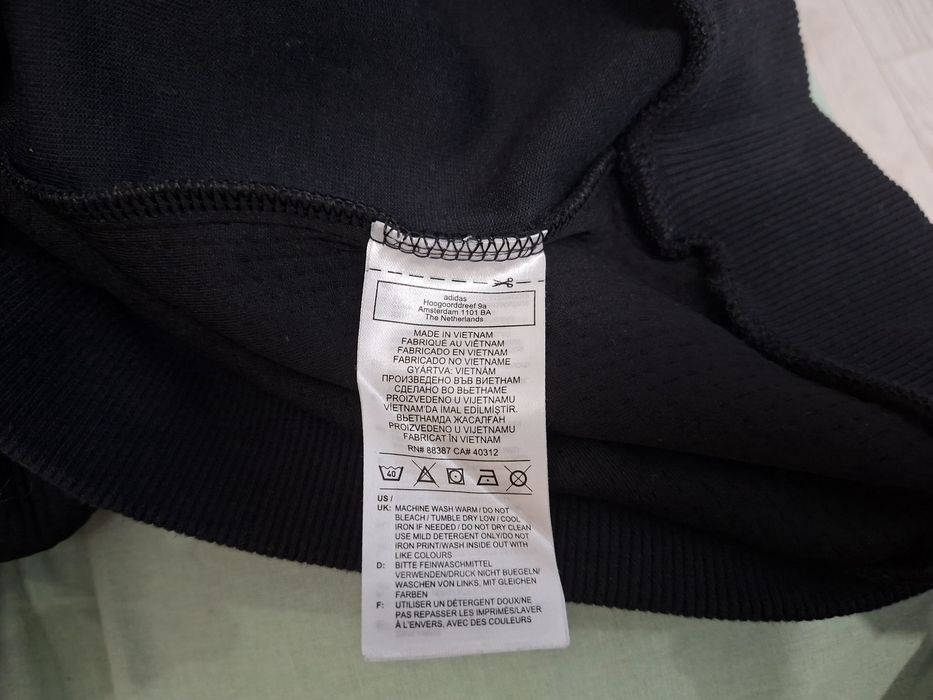 adidas
Hoogoorddreef 9a
Amsterdam 1101 BA
The Netherlands
MADE IN VIETNAM
FABRIQUÉ AU VIÊTNAM
FABRICADO EN VIETNAM
FABRICADO NO VIETNAME
GYÁRTVA: VIETNÁM
ПРОИЗВЕДЕНО ВЪВ ВИЕТНАМ
СДЕЛАНО ВО ВЬЕТНАМЕ
PROIZVEDENO U VIJETNAMU
VİETNAM'DA İMAL EDİLMİŞTİR.
ВЬЕТНАМДА ЖАСАЛҒАН
PROIZVEDENO U VIJETNAMU
FABRICAT ÎN VIETNAM
RN# 88387 CA# 40312
40
US /
UK: MACHINE WASH WARM / DO NOT
BLEACH / TUMBLE DRY LOW / COOL
IRON IF NEEDED / DO NOT DRY CLEAN
USE MILD DETERGENT ONLY/DO NOT
IRON PRINT/WASH INSIDE OUT WITH
LIKE COLOURS
D: BITTE FEINWASCHMITTEL
VERWENDEN/DRUCK NICHT BUEGELN/
WASCHEN VON LINKS, MIT GLEICHEN
FARBEN
F: UTILISER UN DÉTERGENT DOUX/NE
PAS REPASSER LES IMPRIMÉS/LAVER
À L'ENVERS, AVEC DES COULEURS